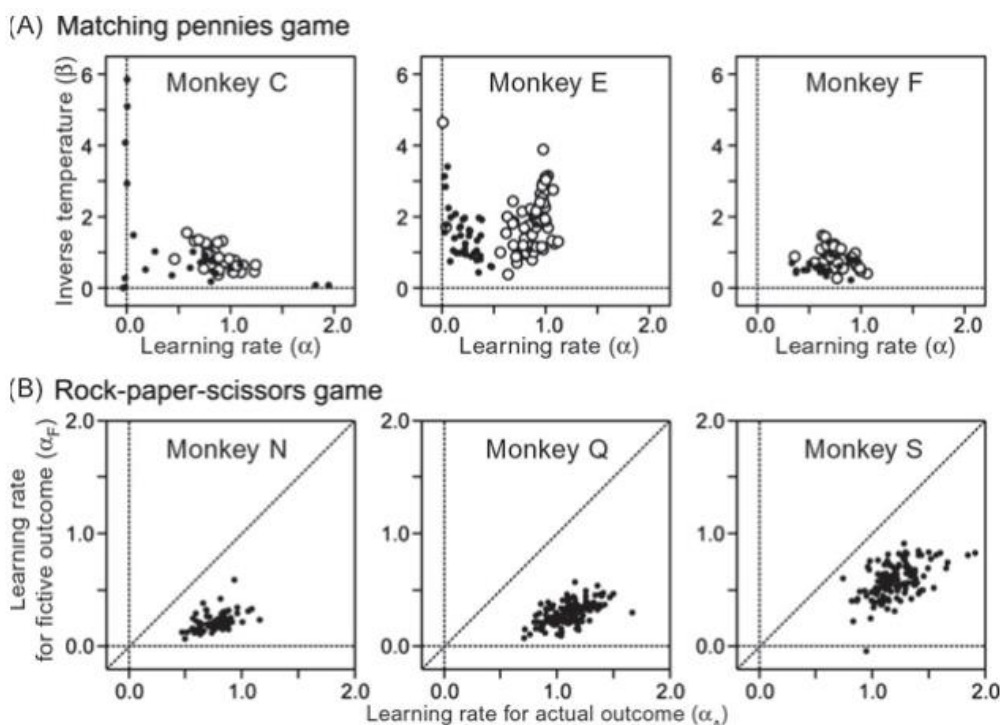 (A) Matching pennies game
Monkey C
Monkey E
Monkey F
Inverse temperature (β)
6
4
2
0
6
4
2
0
6
4
2
0
0.0 1.0 2.0
0.0 1.0 2.0
0.0 1.0 2.0
Learning rate (α)
Learning rate (α)
Learning rate (α)
(B) Rock-paper-scissors game
Monkey N
Monkey Q
Monkey S
Learning rate
for fictive outcome (αF)
2.0
1.0
0.0
2.0
1.0
0.0
2.0
1.0
0.0
0.0 1.0 2.0
0.0 1.0 2.0
0.0 1.0 2.0
Learning rate for actual outcome (αA)